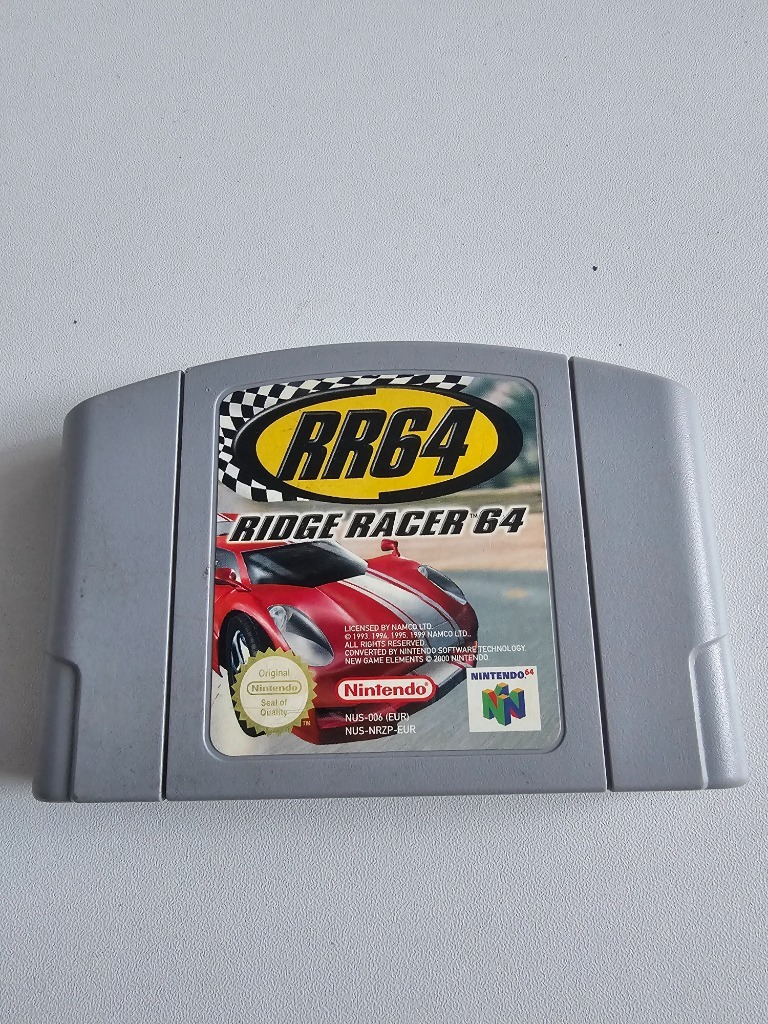 RR64
RIDGE RACER™ 64
LICENSED BY NAMCO LTD.
© 1993, 1994, 1995, 1999 NAMCO LTD.,
ALL RIGHTS RESERVED
CONVERTED BY NINTENDO SOFTWARE TECHNOLOGY.
NEW GAME ELEMENTS © 2000 NINTENDO
Original
Nintendo
Seal of
Quality
TM
Nintendo®
NUS-006 (EUR)
NUS-NRZP-EUR
NINTENDO64